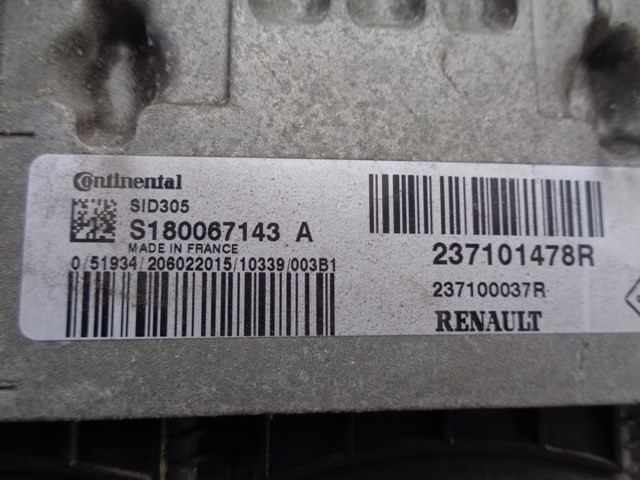 Continental
SID305
S180067143 A
MADE IN FRANCE
0/51934/206022015/10339/003B1
237101478R
237100037R
RENAULT